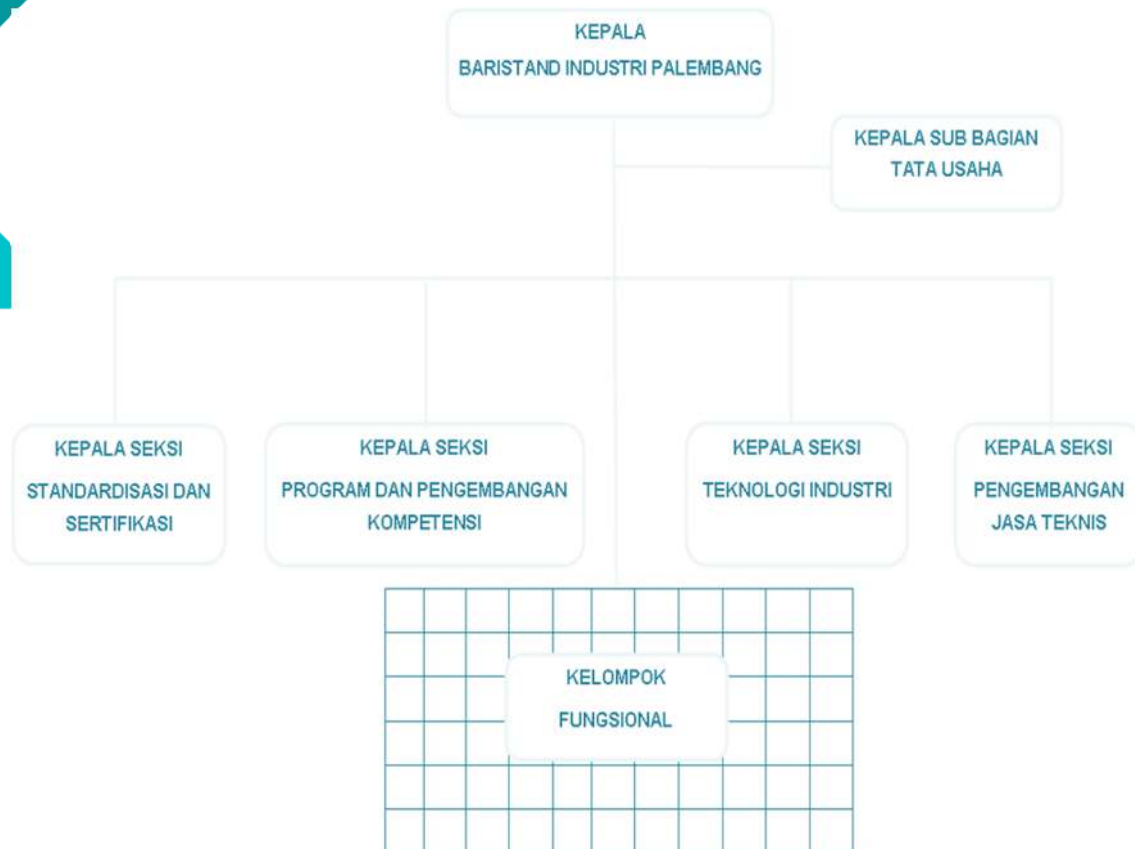 KEPALA
BARISTAND INDUSTRI PALEMBANG
KEPALA SUB BAGIAN
TATA USAHA
KEPALA SEKSI
STANDARDISASI DAN
SERTIFIKASI
KEPALA SEKSI
PROGRAM DAN PENGEMBANGAN
KOMPETENSI
KEPALA SEKSI
TEKNOLOGI INDUSTRI
KEPALA SEKSI
PENGEMBANGAN
JASA TEKNIS
KELOMPOK
FUNGSIONAL